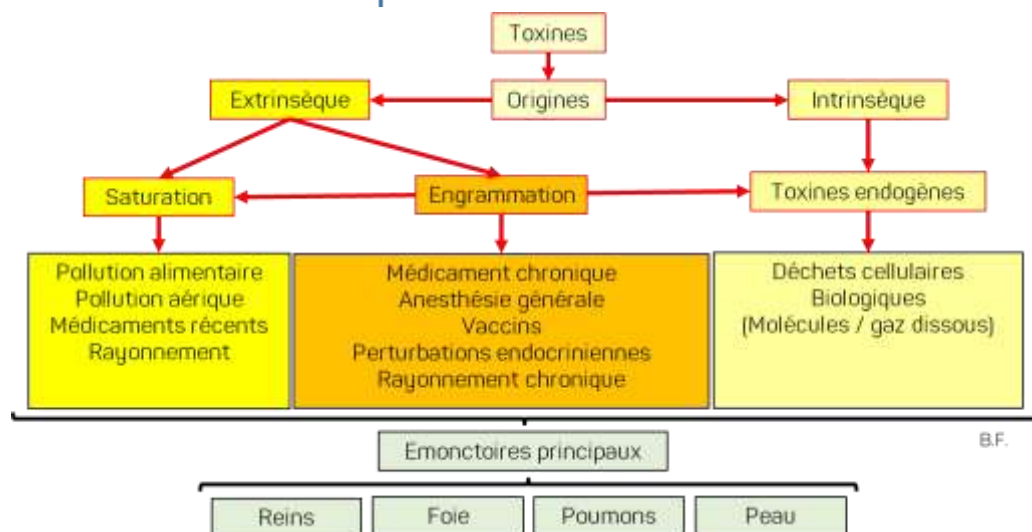 Toxines
Extrinsèque
Origines
Intrinsèque
Saturation
Engrammation
Toxines endogènes
Pollution alimentaire
Pollution aérique
Médicaments récents
Rayonnement
Médicament chronique
Anesthésie générale
Vaccins
Perturbations endocriniennes
Rayonnement chronique
Déchets cellulaires
Biologiques
(Molécules / gaz dissous)
B.F.
Emonctoires principaux
Reins
Foie
Poumons
Peau